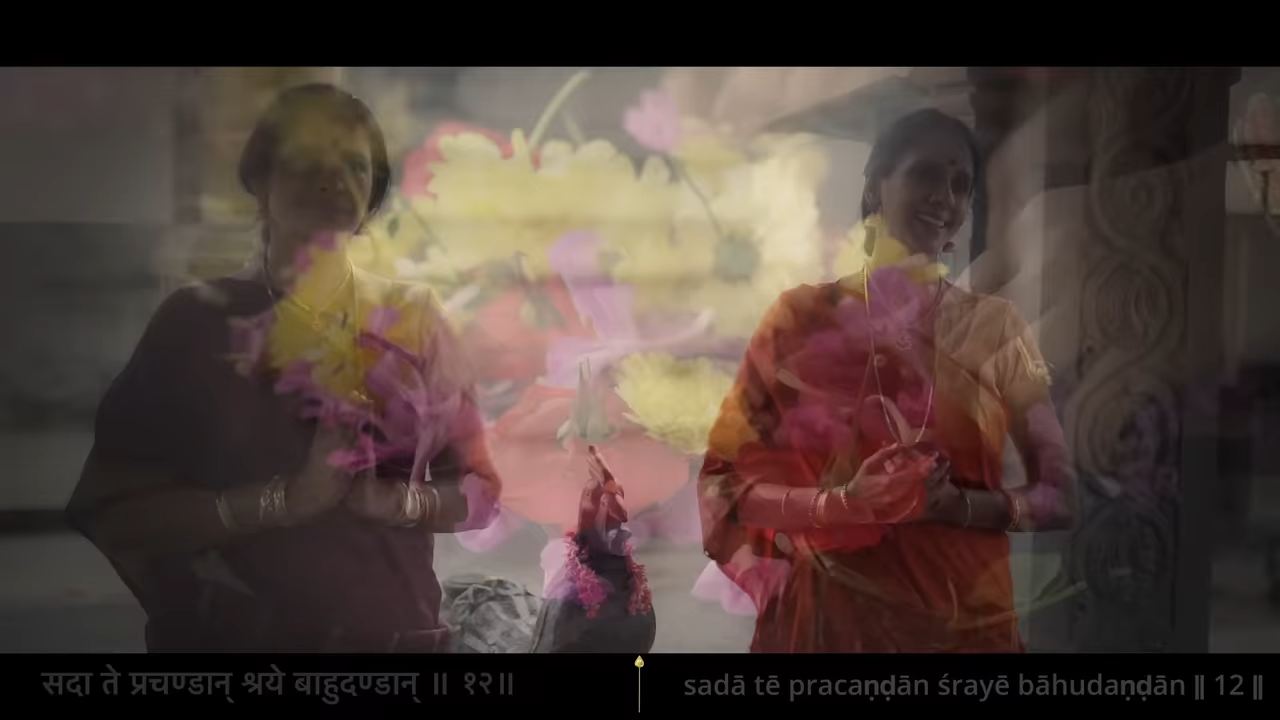 सदा ते प्रचण्डान् श्रये बाहुदण्डान् ॥ १२॥
sadā tē pracaṇḍān śrayē bāhudaṇḍān ‖ 12 ‖